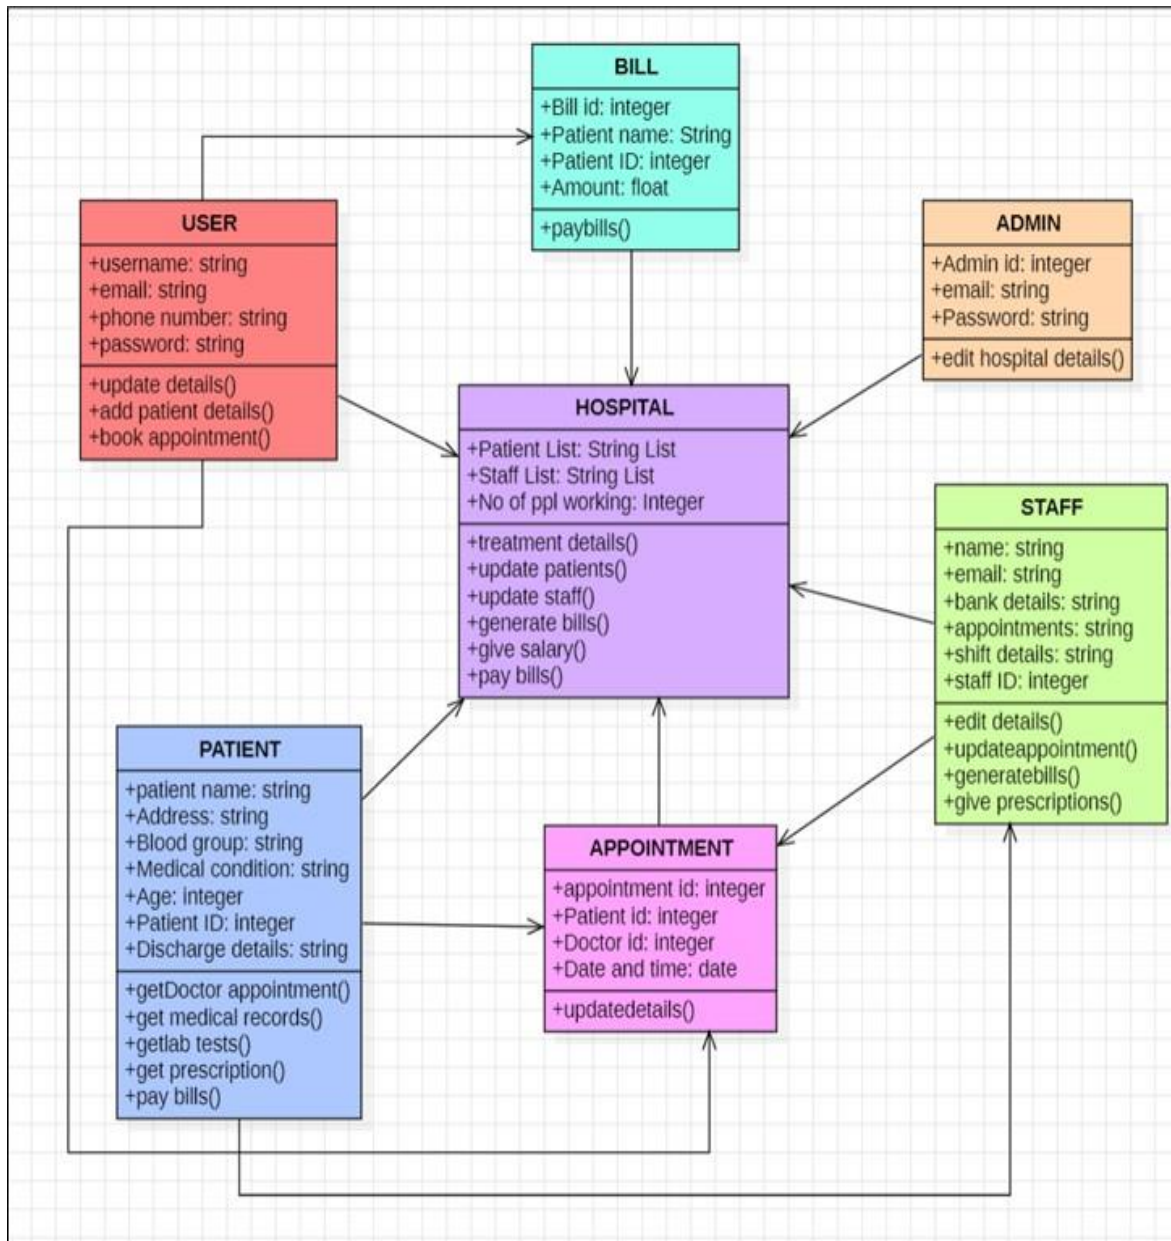 BILL
+Bill id: integer
+Patient name: String
+Patient ID: integer
+Amount: float
+paybills()
USER
+username: string
+email: string
+phone number: string
+password: string
+update details()
+add patient details()
+book appointment()
ADMIN
+Admin id: integer
+email: string
+Password: string
+edit hospital details()
HOSPITAL
+Patient List: String List
+Staff List: String List
+No of ppl working: Integer
+treatment details()
+update patients()
+update staff()
+generate bills()
+give salary()
+pay bills()
STAFF
+name: string
+email: string
+bank details: string
+appointments: string
+shift details: string
+staff ID: integer
+edit details()
+updateappointment()
+generatebills()
+give prescriptions()
PATIENT
+patient name: string
+Address: string
+Blood group: string
+Medical condition: string
+Age: integer
+Patient ID: integer
+Discharge details: string
+getDoctor appointment()
+get medical records()
+getlab tests()
+get prescription()
+pay bills()
APPOINTMENT
+appointment id: integer
+Patient id: integer
+Doctor id: integer
+Date and time: date
+updatedetails()